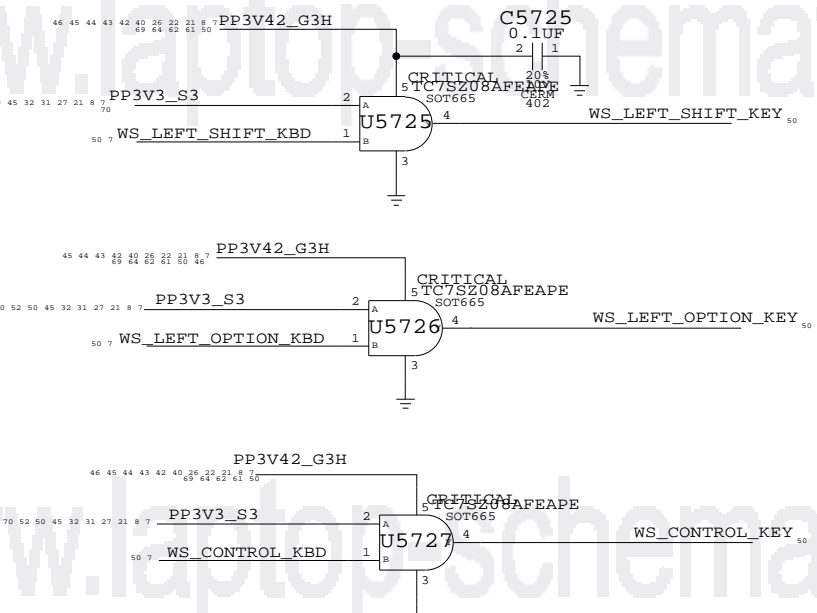 46 45 44 43 42 40 26 22 21 8 7 PP3V42_G3H
69 64 62 61 50
C5725
0.1UF
2 1
20%
CERM
402
CRITICAL
5 TC7SZ08AFEAPE
SOT665
45 32 31 27 21 8 7 PP3V3_S3 2 A
70
U5725 4 WS_LEFT_SHIFT_KEY 50
50 7 WS_LEFT_SHIFT_KBD 1 B
3
45 44 43 42 40 26 22 21 8 7 PP3V42_G3H
69 64 62 61 50 46
CRITICAL
5 TC7SZ08AFEAPE
SOT665
52 50 45 32 31 27 21 8 7 PP3V3_S3 2 A
U5726 4 WS_LEFT_OPTION_KEY 50
50 7 WS_LEFT_OPTION_KBD 1 B
3
PP3V42_G3H
46 45 44 43 42 40 26 22 21 8 7
69 64 62 61 50
CRITICAL
5 TC7SZ08AFEAPE
SOT665
70 52 50 45 32 31 27 21 8 7 PP3V3_S3 2 A
U5727 4 WS_CONTROL_KEY 50
50 7 WS_CONTROL_KBD 1 B
3
w.laptop-schema
w.laptop-schema